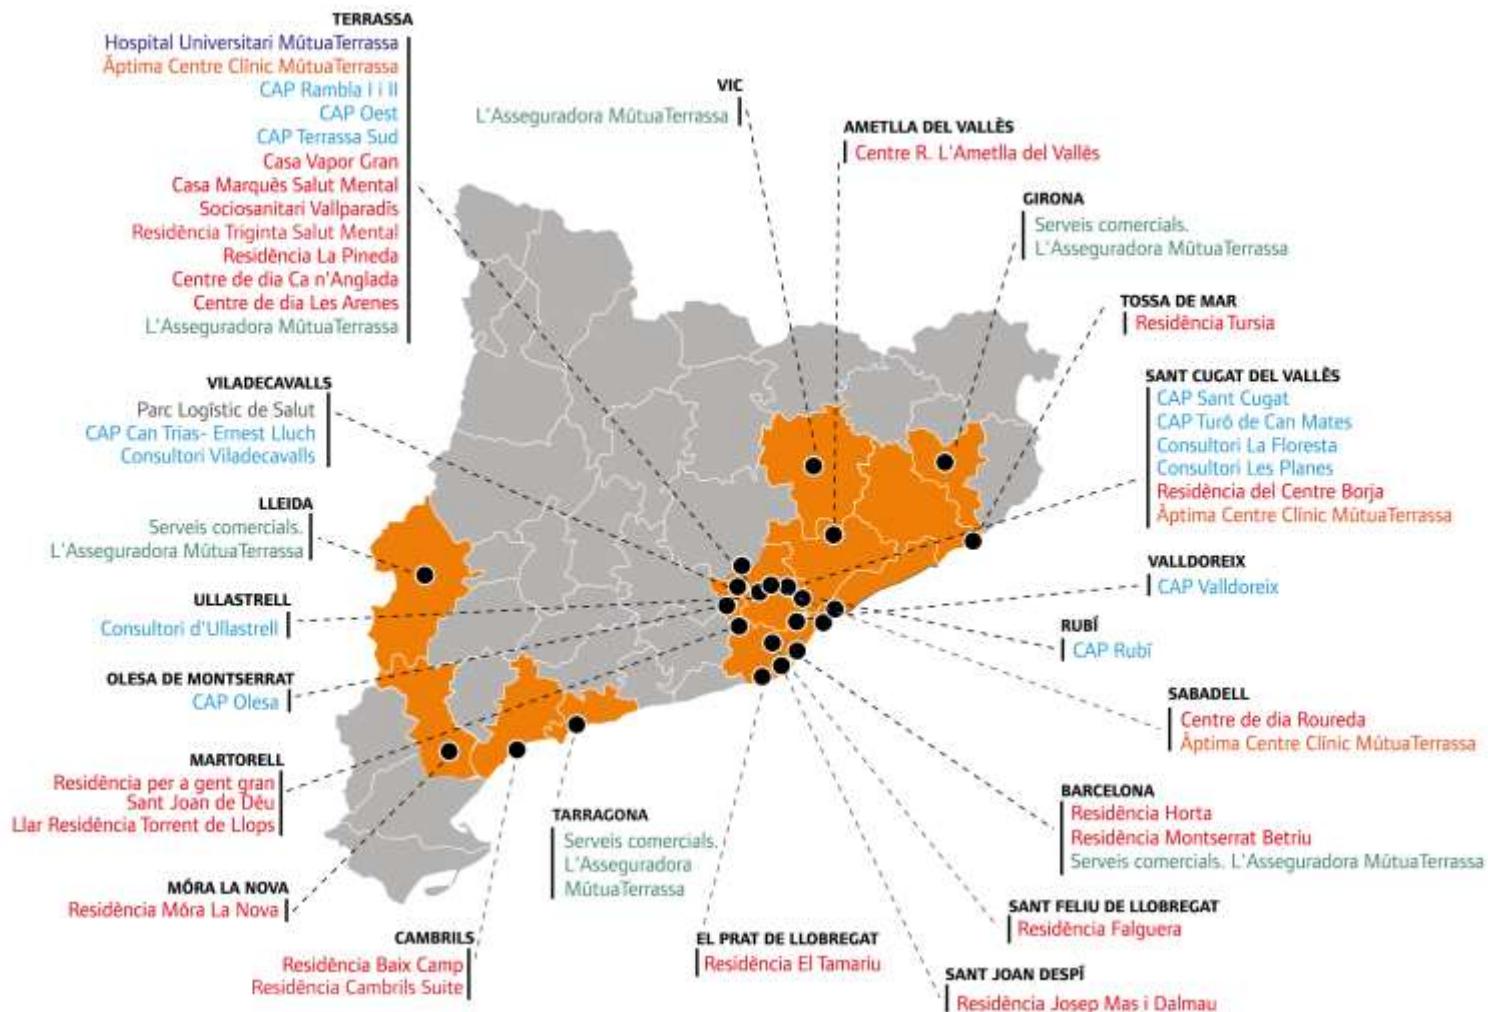 TERRASSA
Hospital Universitari MútuaTerrassa
Àptima Centre Clínic MútuaTerrassa
CAP Rambla I i II
CAP Oest
CAP Terrassa Sud
Casa Vapor Gran
Casa Marquès Salut Mental
Sociosanitari Vallparadís
Residència Triginta Salut Mental
Residència La Pineda
Centre de dia Ca n'Anglada
Centre de dia Les Arenes
L'Asseguradora MútuaTerrassa
VIC
L'Asseguradora MútuaTerrassa
AMETLLA DEL VALLÈS
Centre R. L'Ametlla del Vallès
GIRONA
Serveis comercials.
L'Asseguradora MútuaTerrassa
TOSSA DE MAR
Residència Tursia
SANT CUGAT DEL VALLÈS
CAP Sant Cugat
CAP Turó de Can Mates
Consultori La Floresta
Consultori Les Planes
Residència del Centre Borja
Àptima Centre Clínic MútuaTerrassa
VILADECAVALLS
Parc Logístic de Salut
CAP Can Trias- Ernest Lluch
Consultori Viladecavalls
LLEIDA
Serveis comercials.
L'Asseguradora MútuaTerrassa
VALLDOREIX
CAP Valldoreix
ULLASTRELL
Consultori d'Ullastrell
RUBÍ
CAP Rubí
OLESA DE MONTSERRAT
CAP Olesa
SABADELL
Centre de dia Roureda
Àptima Centre Clínic MútuaTerrassa
MARTORELL
Residència per a gent gran
Sant Joan de Déu
Llar Residència Torrent de Llops
BARCELONA
Residència Horta
Residència Montserrat Betriu
Serveis comercials. L'Asseguradora MútuaTerrassa
TARRAGONA
Serveis comercials.
L'Asseguradora
MútuaTerrassa
MÓRA LA NOVA
Residència Móra La Nova
SANT FELIU DE LLOBREGAT
Residència Falguera
CAMBRILS
Residència Baix Camp
Residència Cambrils Suite
EL PRAT DE LLOBREGAT
Residència El Tamariu
SANT JOAN DESPÍ
Residència Josep Mas i Dalmau